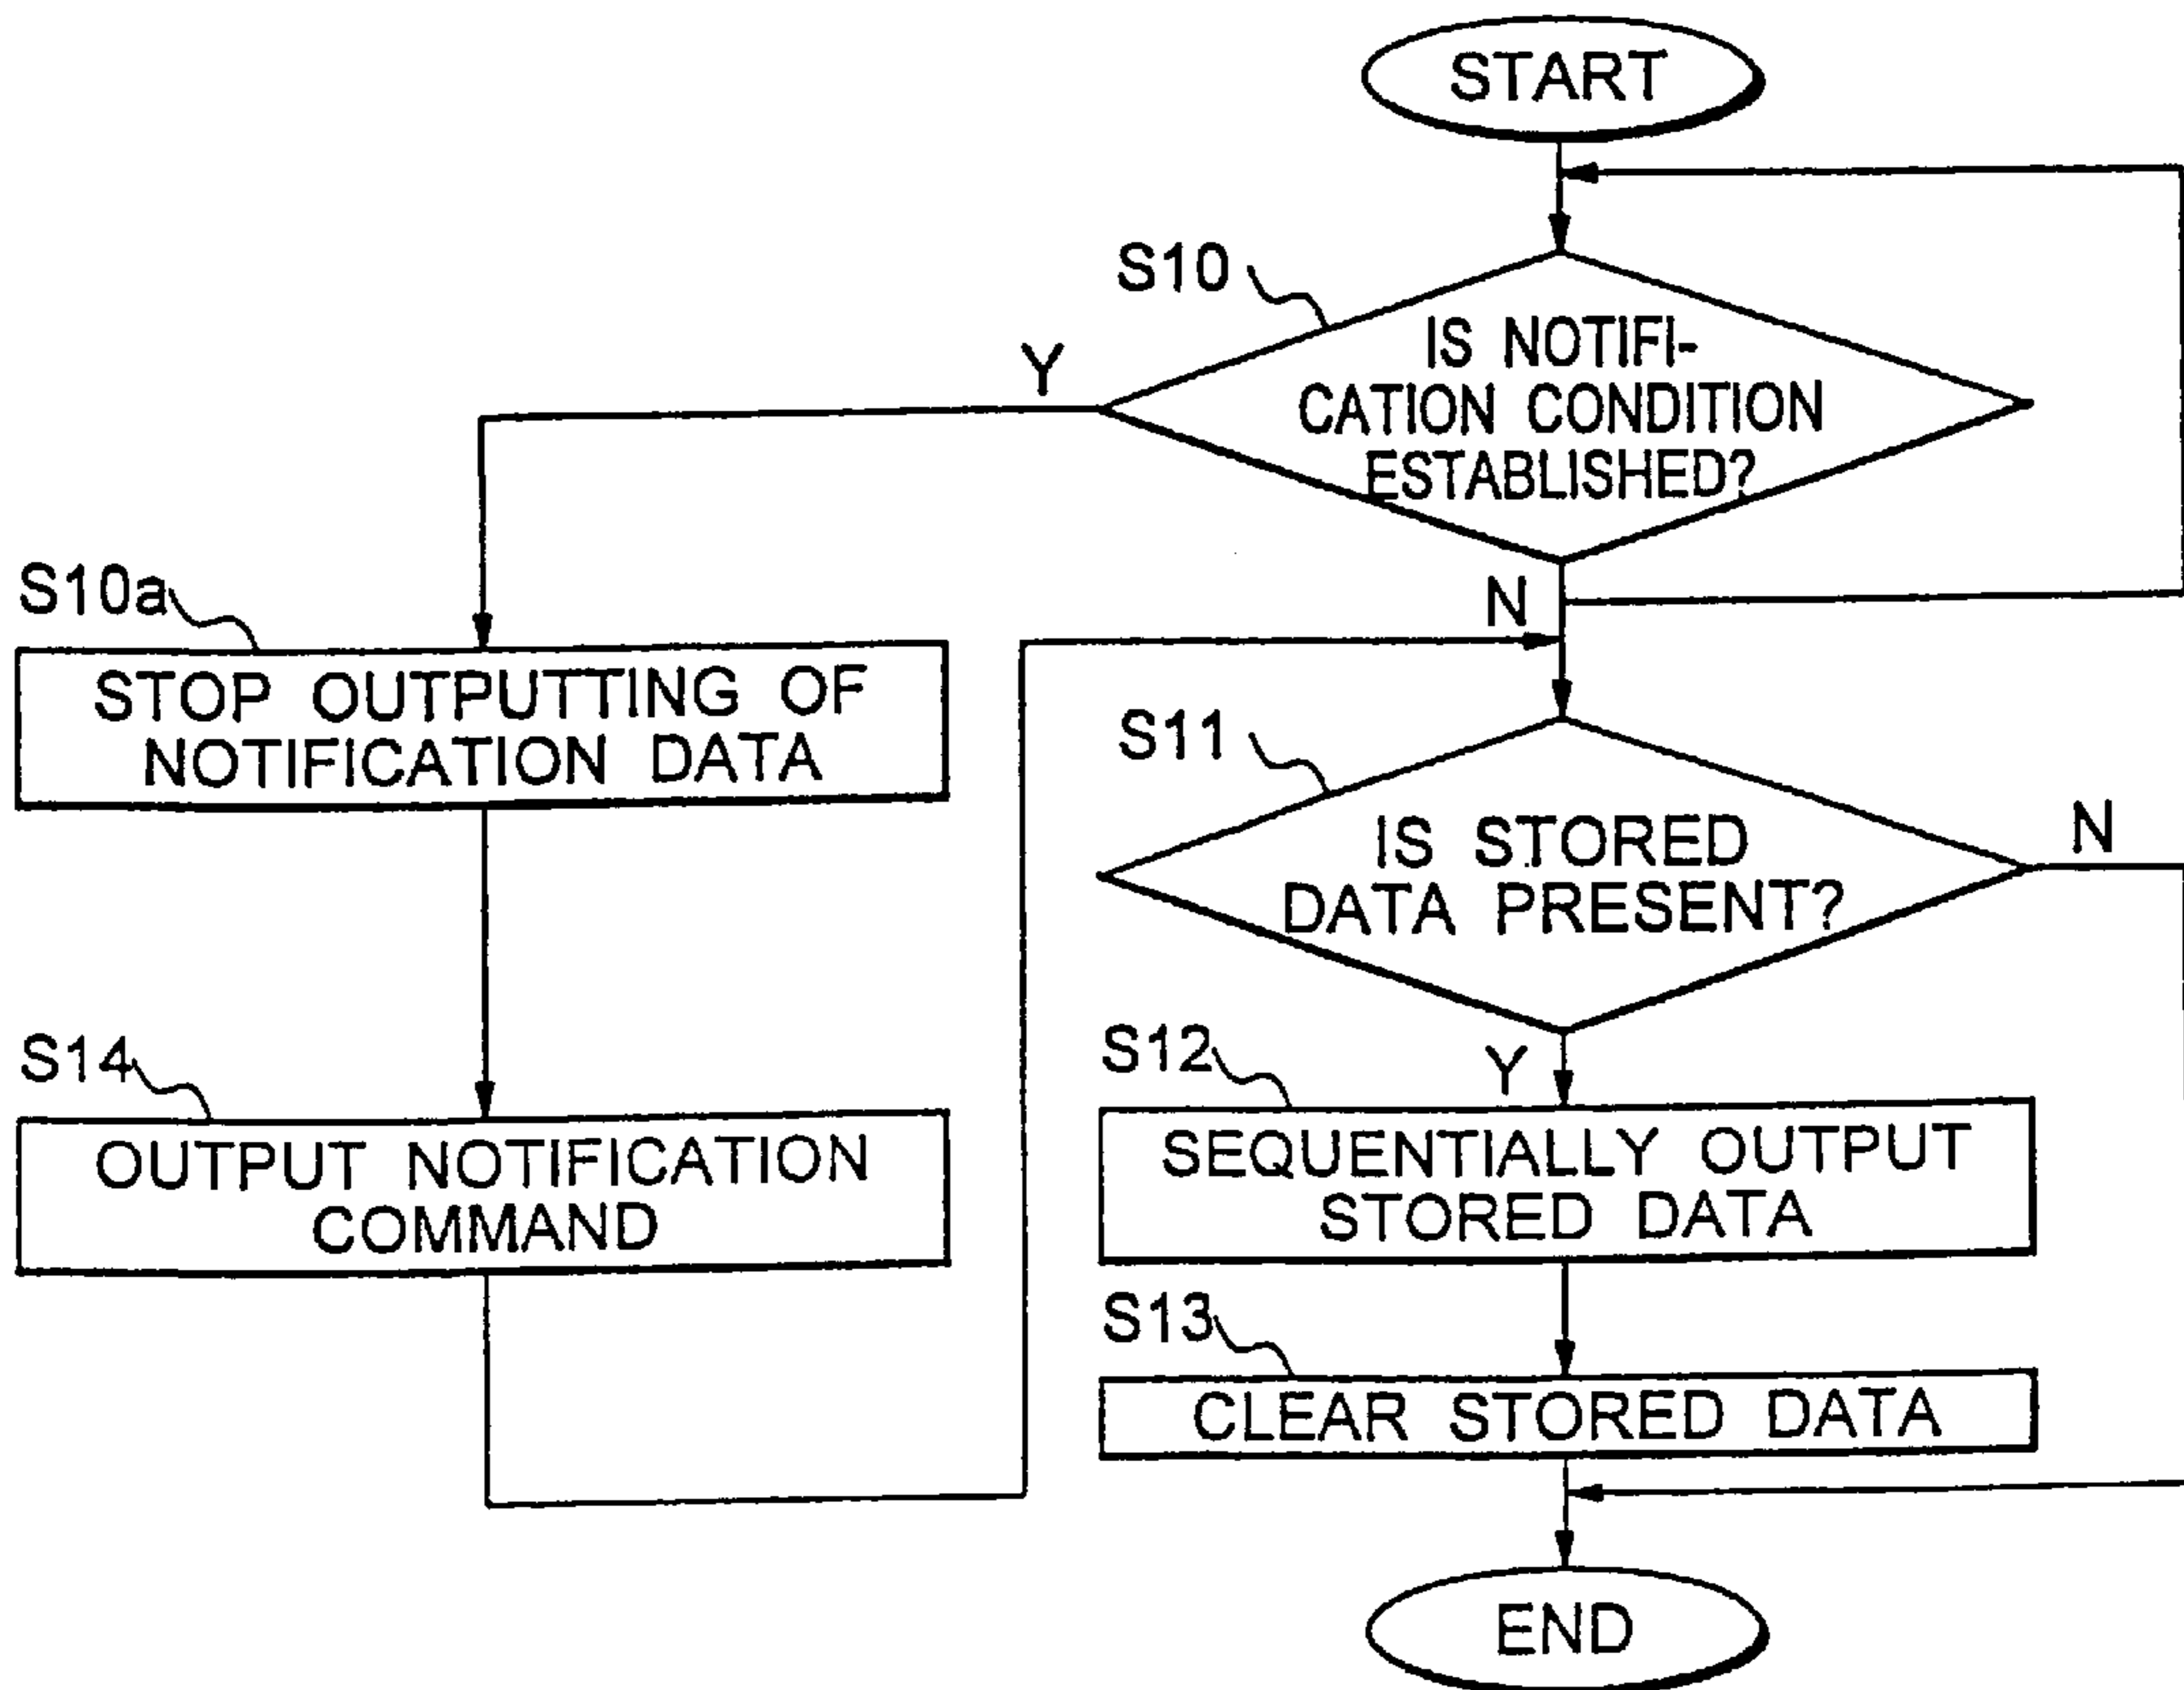 START
S10
IS NOTIFI-
CATION CONDITION
ESTABLISHED?
Y
N
S10a
STOP OUTPUTTING OF
NOTIFICATION DATA
S11
IS STORED
DATA PRESENT?
N
Y
S14
OUTPUT NOTIFICATION
COMMAND
S12
SEQUENTIALLY OUTPUT
STORED DATA
S13
CLEAR STORED DATA
END